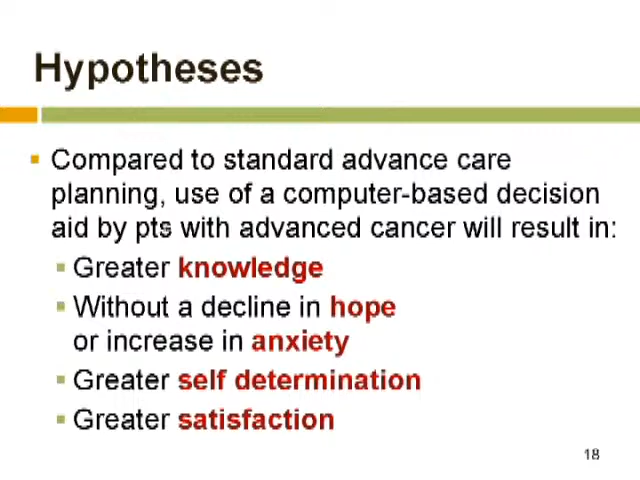 Hypotheses
Compared to standard advance care
planning, use of a computer-based decision
aid by pts with advanced cancer will result in:
Greater knowledge
Without a decline in hope
or increase in anxiety
Greater self determination
Greater satisfaction
18